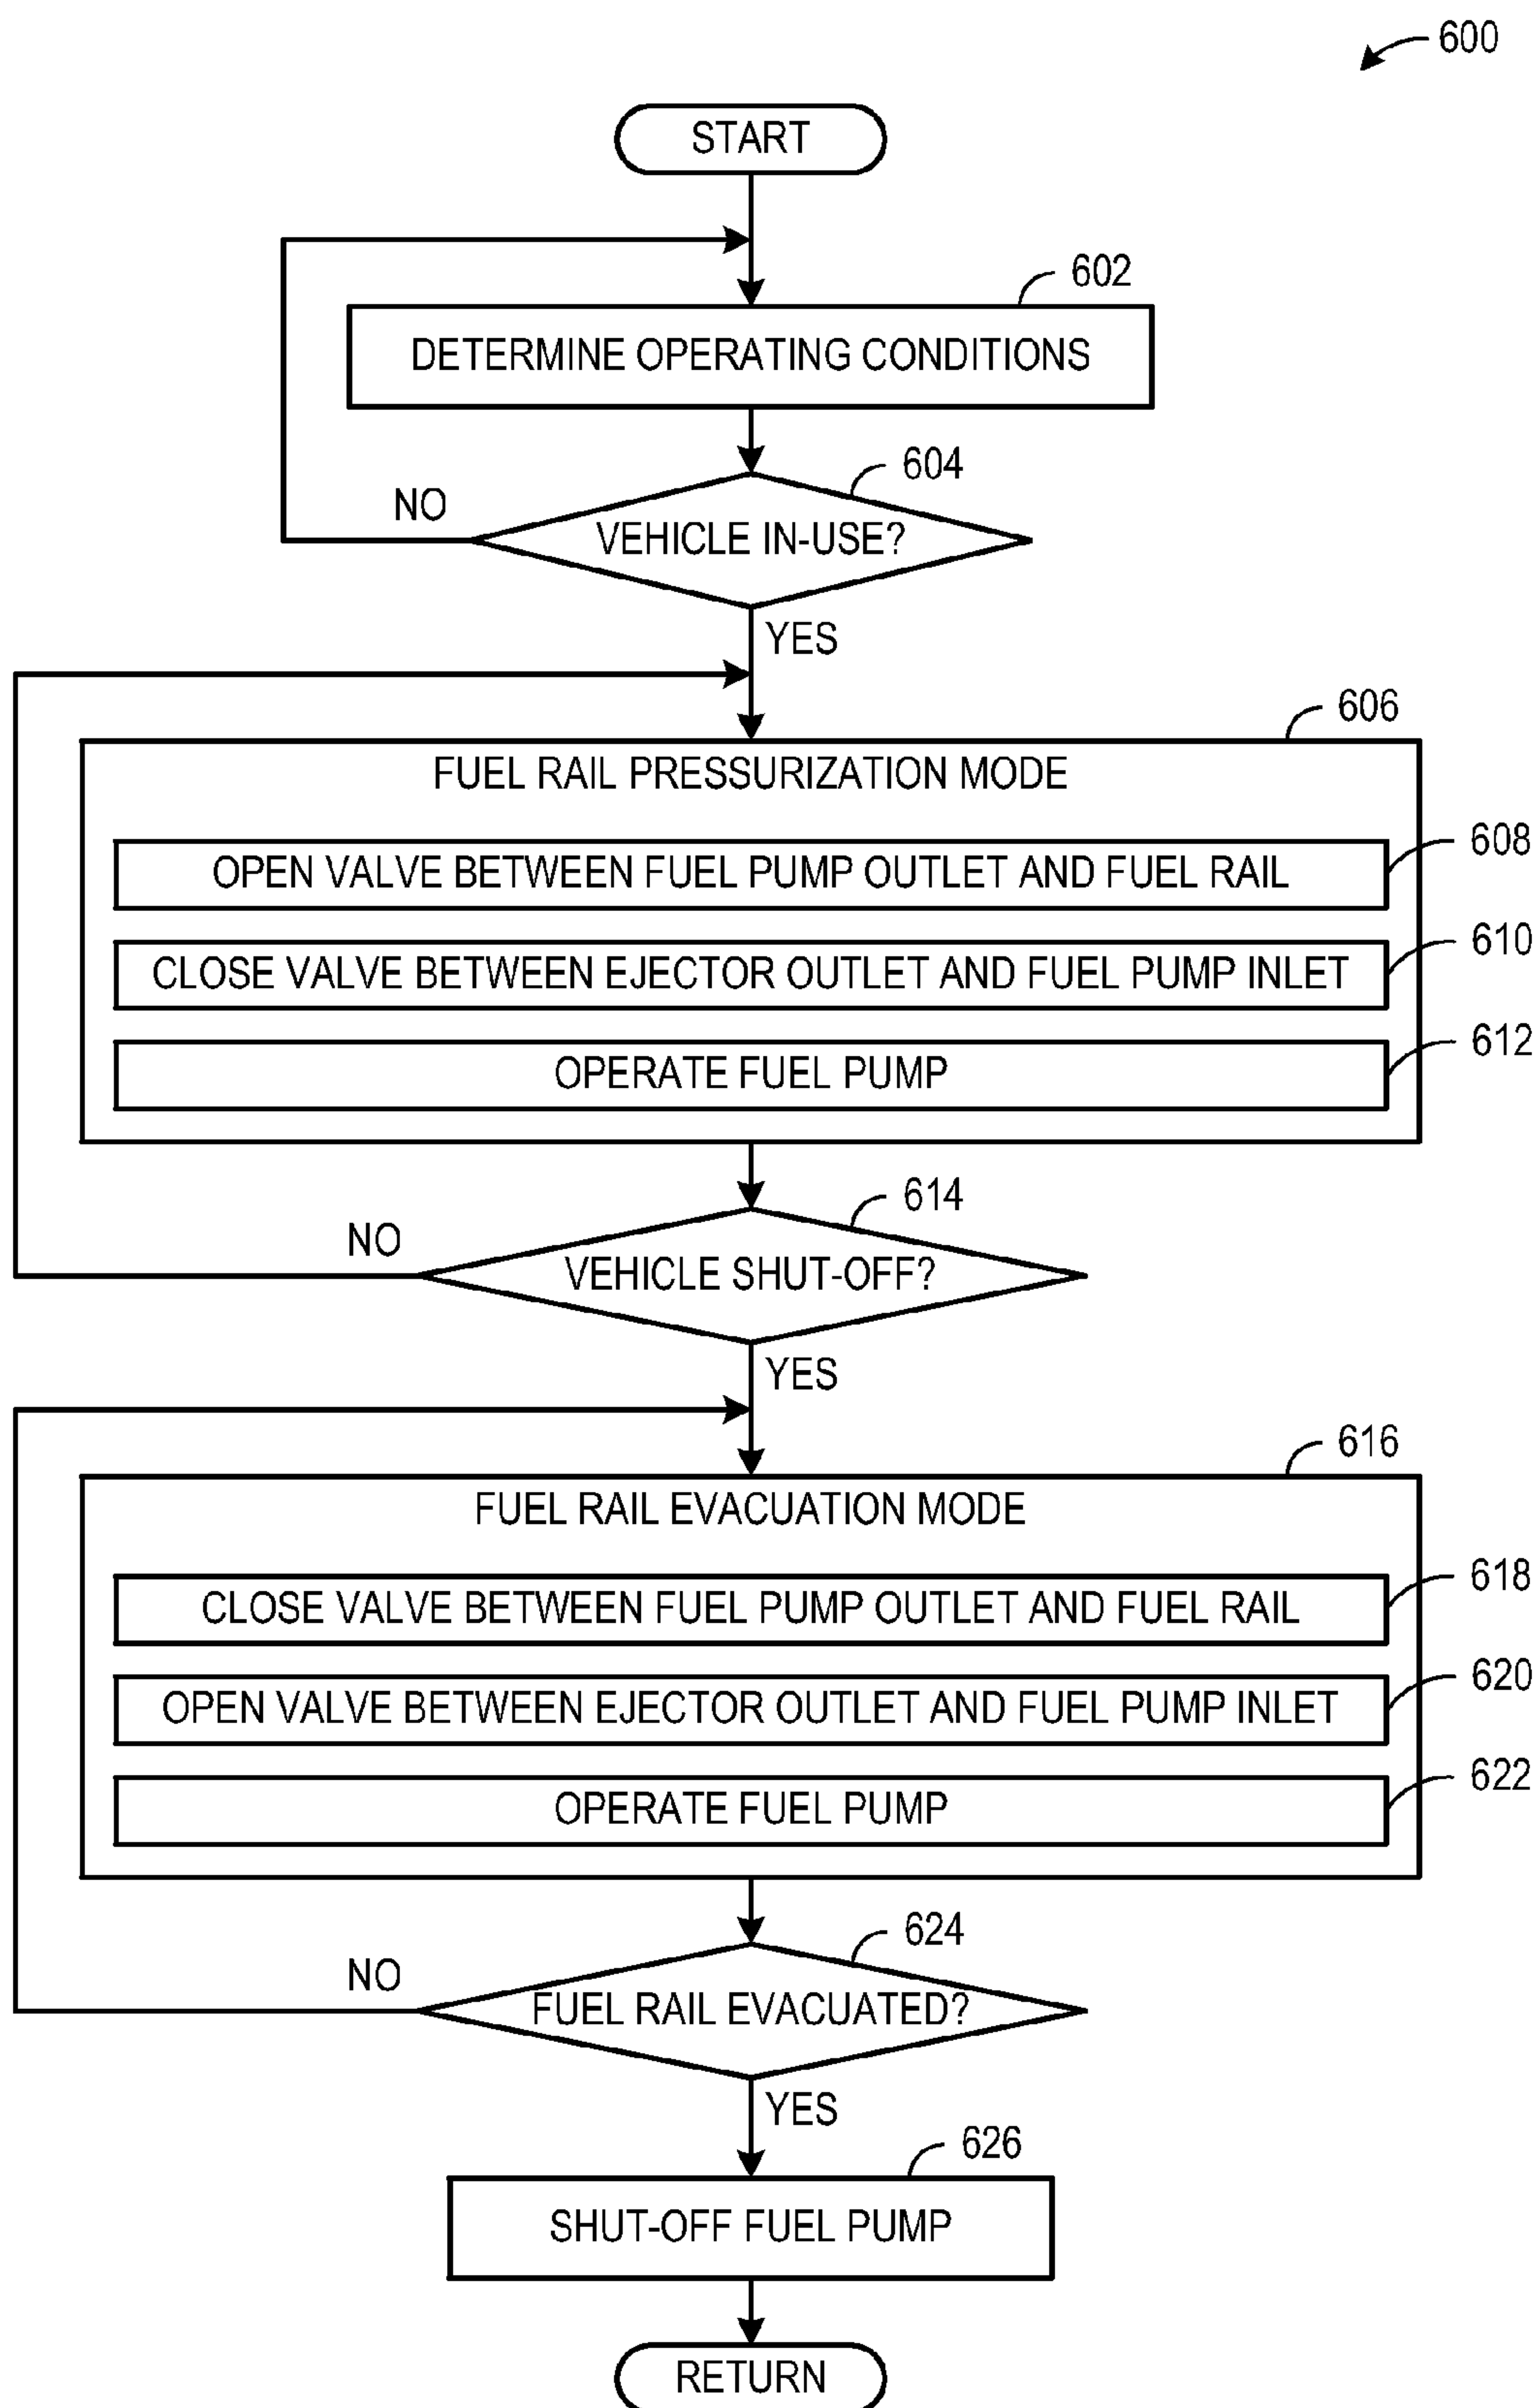 600
START
602
DETERMINE OPERATING CONDITIONS
604
NO
VEHICLE IN-USE?
YES
606
FUEL RAIL PRESSURIZATION MODE
608
OPEN VALVE BETWEEN FUEL PUMP OUTLET AND FUEL RAIL
610
CLOSE VALVE BETWEEN EJECTOR OUTLET AND FUEL PUMP INLET
612
OPERATE FUEL PUMP
614
NO
VEHICLE SHUT-OFF?
YES
616
FUEL RAIL EVACUATION MODE
618
CLOSE VALVE BETWEEN FUEL PUMP OUTLET AND FUEL RAIL
620
OPEN VALVE BETWEEN EJECTOR OUTLET AND FUEL PUMP INLET
622
OPERATE FUEL PUMP
624
NO
FUEL RAIL EVACUATED?
YES
626
SHUT-OFF FUEL PUMP
RETURN